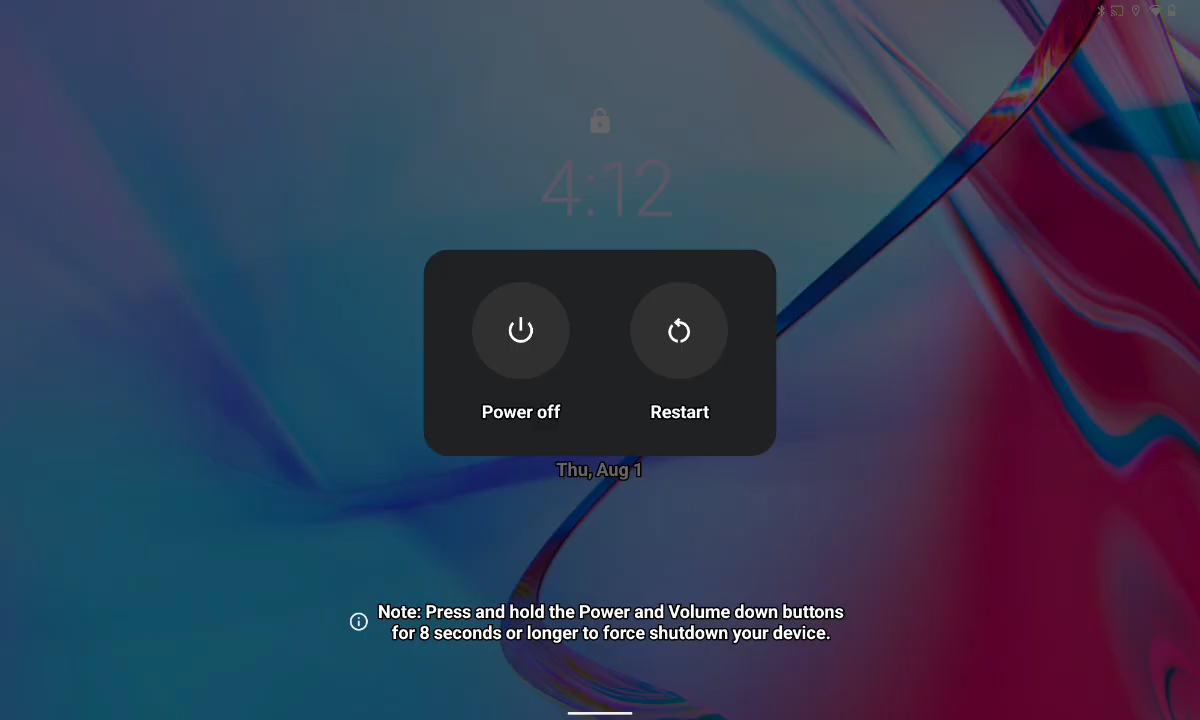 4:12
Power off
Restart
Thu, Aug 1
Note: Press and hold the Power and Volume down buttons
for 8 seconds or longer to force shutdown your device.